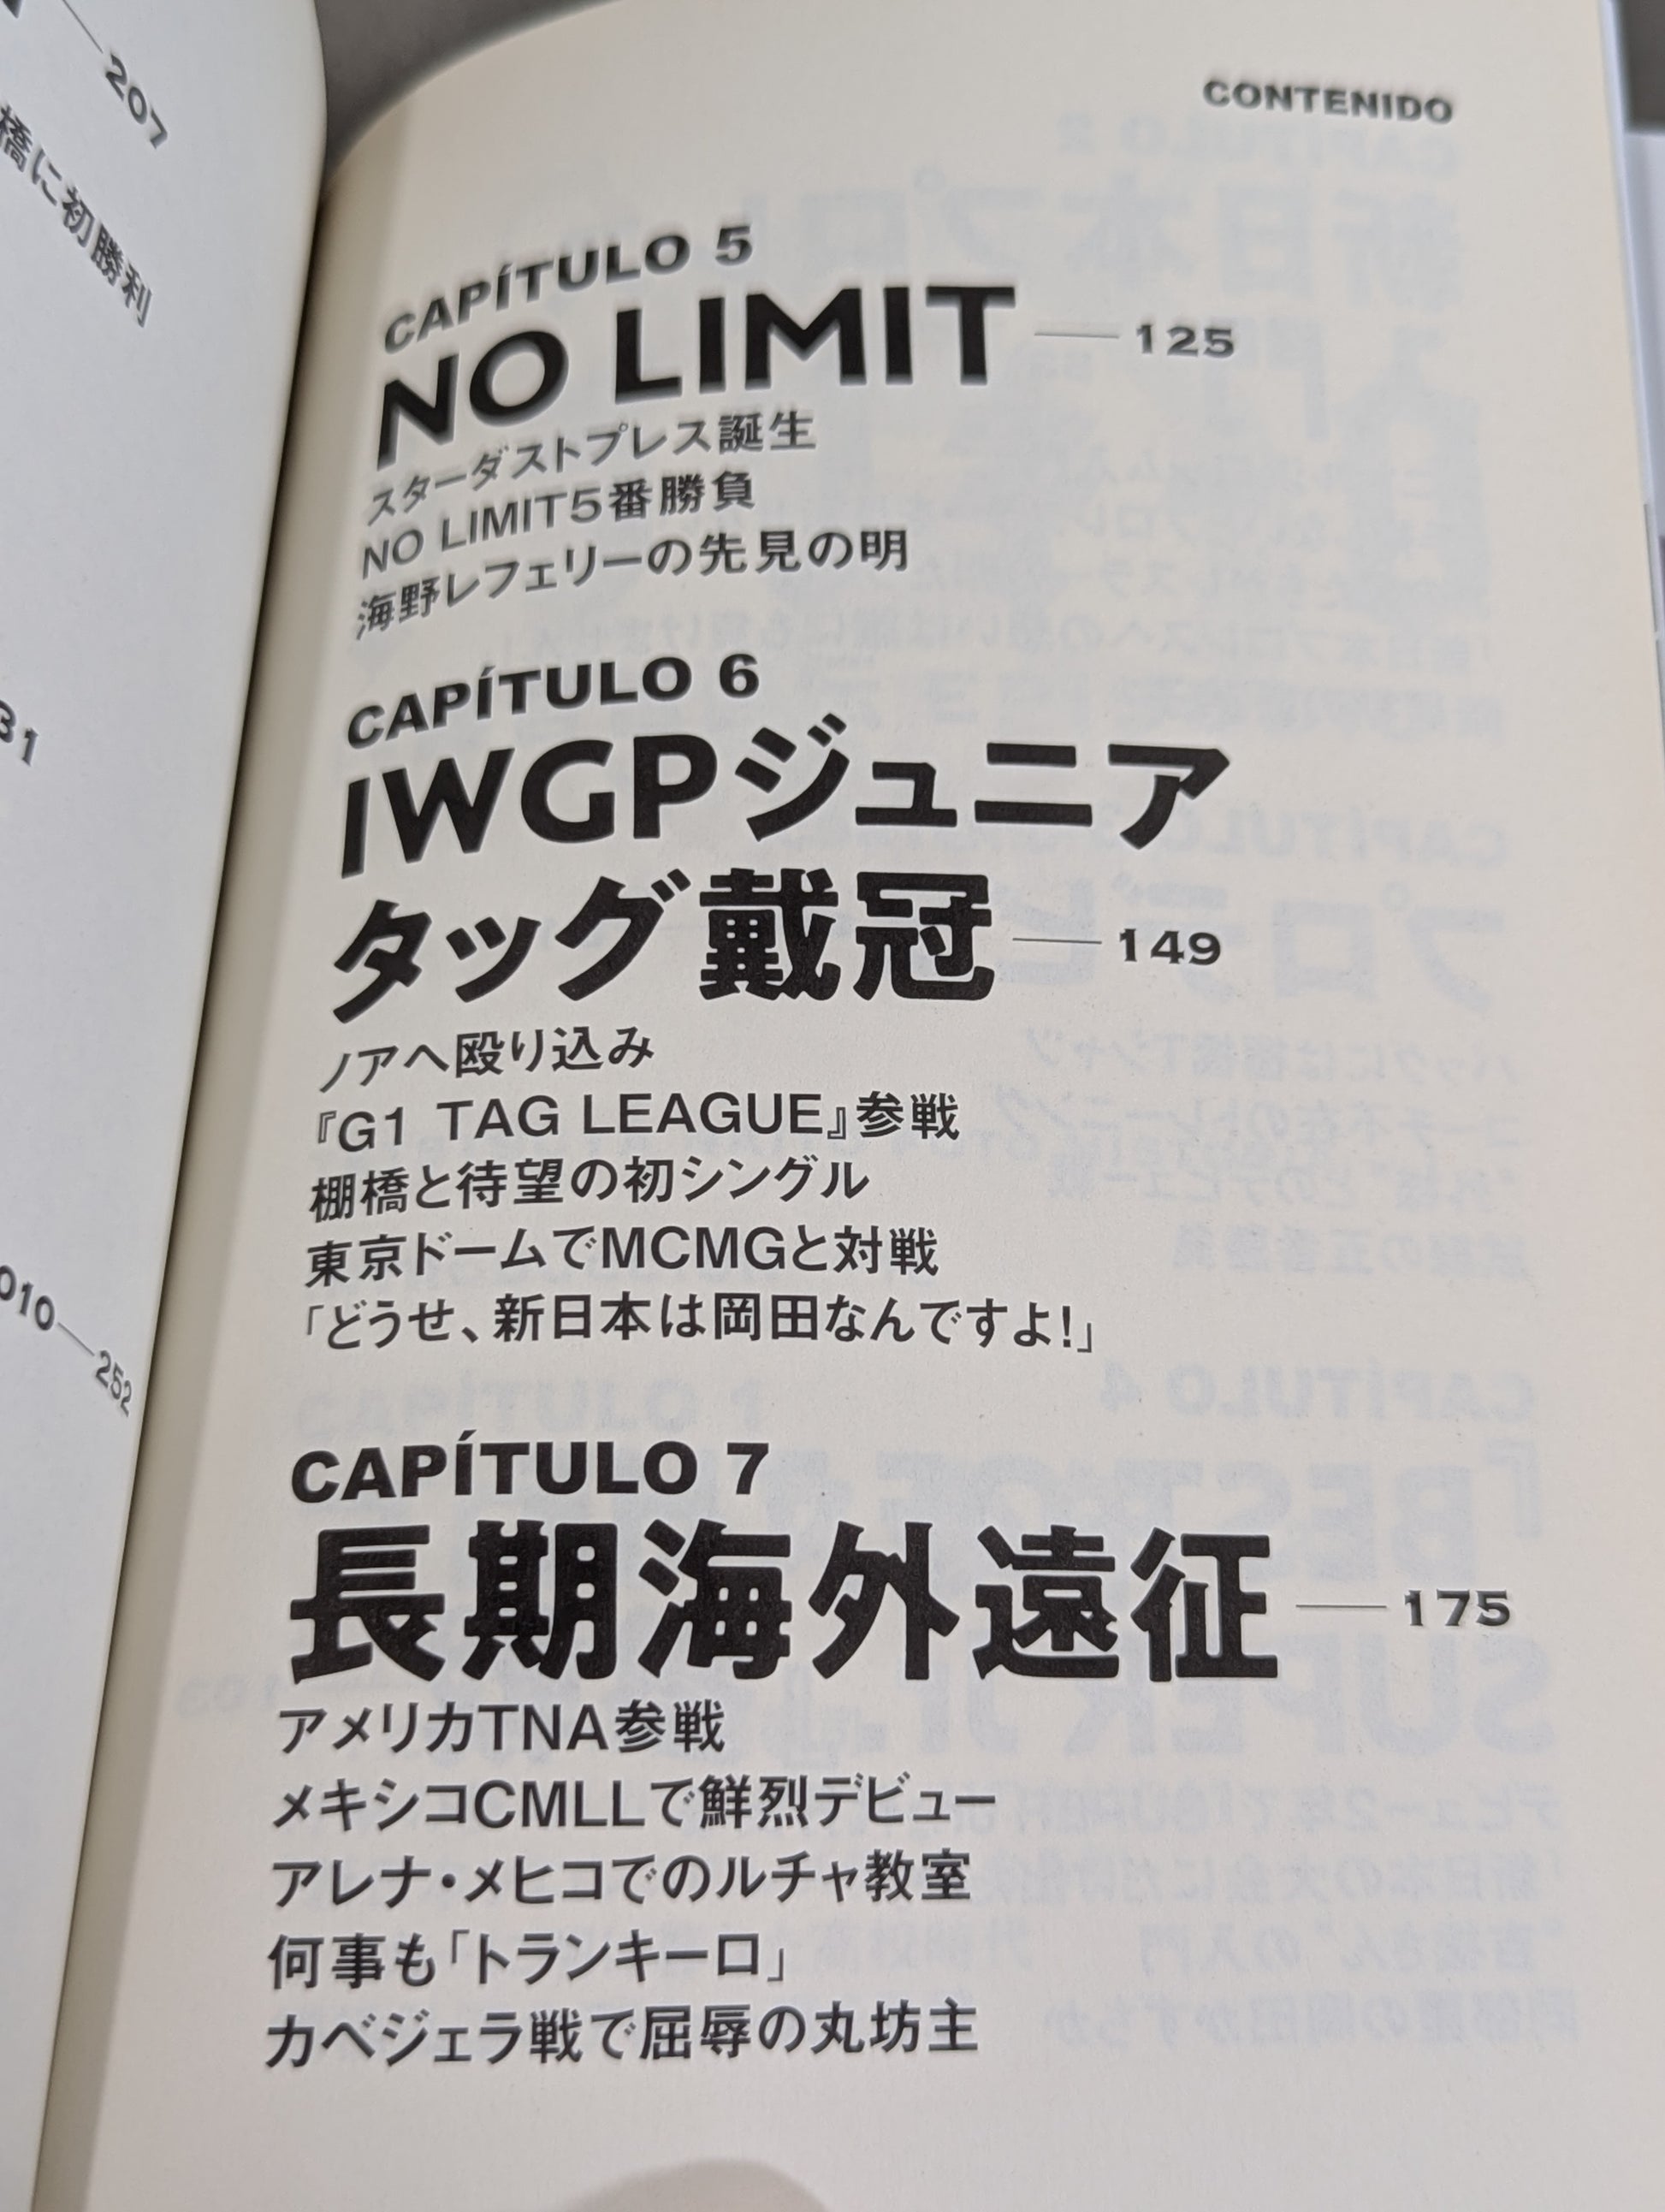 207
橋に初勝利
31
010―252
CONTENIDO
CAPÍTULO 5
NO LIMIT ― 125
スターダストプレス誕生
NO LIMIT5番勝負
海野レフェリーの先見の明
CAPÍTULO 6
IWGPジュニア
タッグ戴冠 ― 149
ノアへ殴り込み
『G1 TAG LEAGUE』参戦
棚橋と待望の初シングル
東京ドームでMCMGと対戦
「どうせ、新日本は岡田なんですよ!」
CAPÍTULO 7
長期海外遠征 ― 175
アメリカTNA参戦
メキシコCMLLで鮮烈デビュー
アレナ・メヒコでのルチャ教室
何事も「トランキーロ」
カベジェラ戦で屈辱の丸坊主